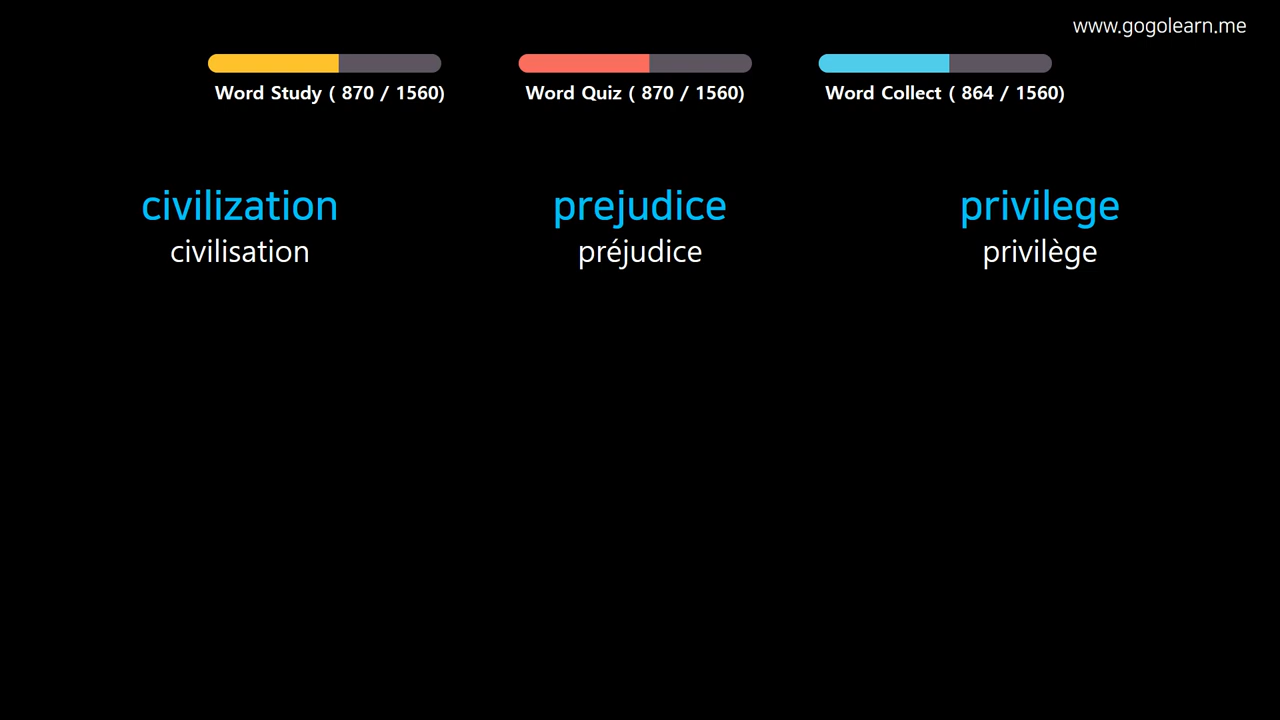 www.gogolearn.me
Word Study ( 870 / 1560)
Word Quiz ( 870 / 1560)
Word Collect ( 864 / 1560)
civilization
civilisation
prejudice
préjudice
privilege
privilège